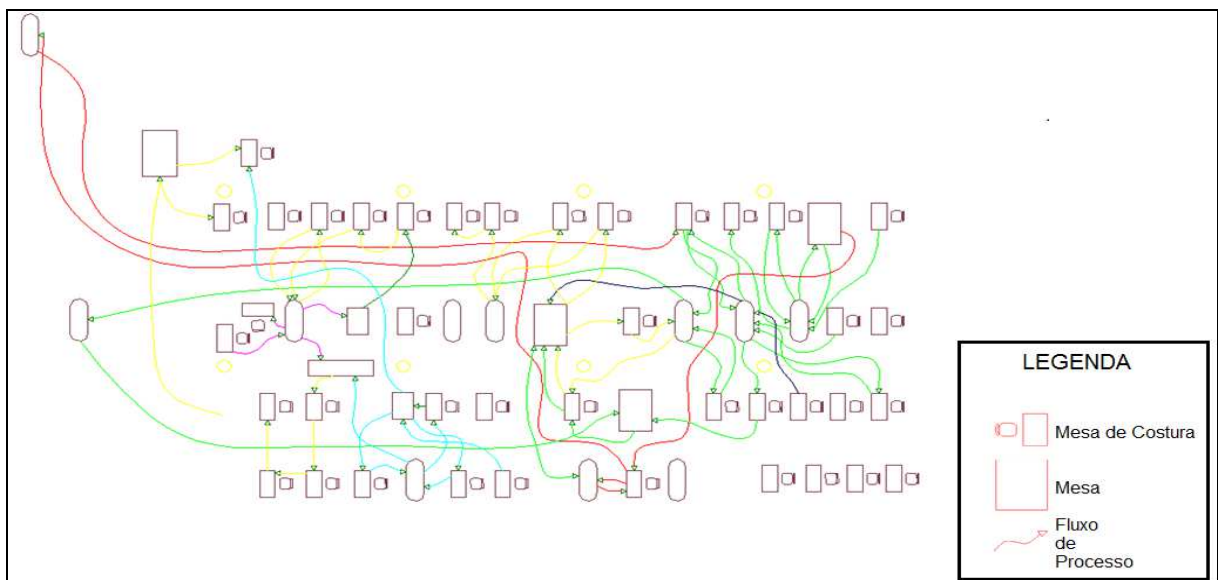 LEGENDA
Mesa de Costura
Mesa
Fluxo
de
Processo